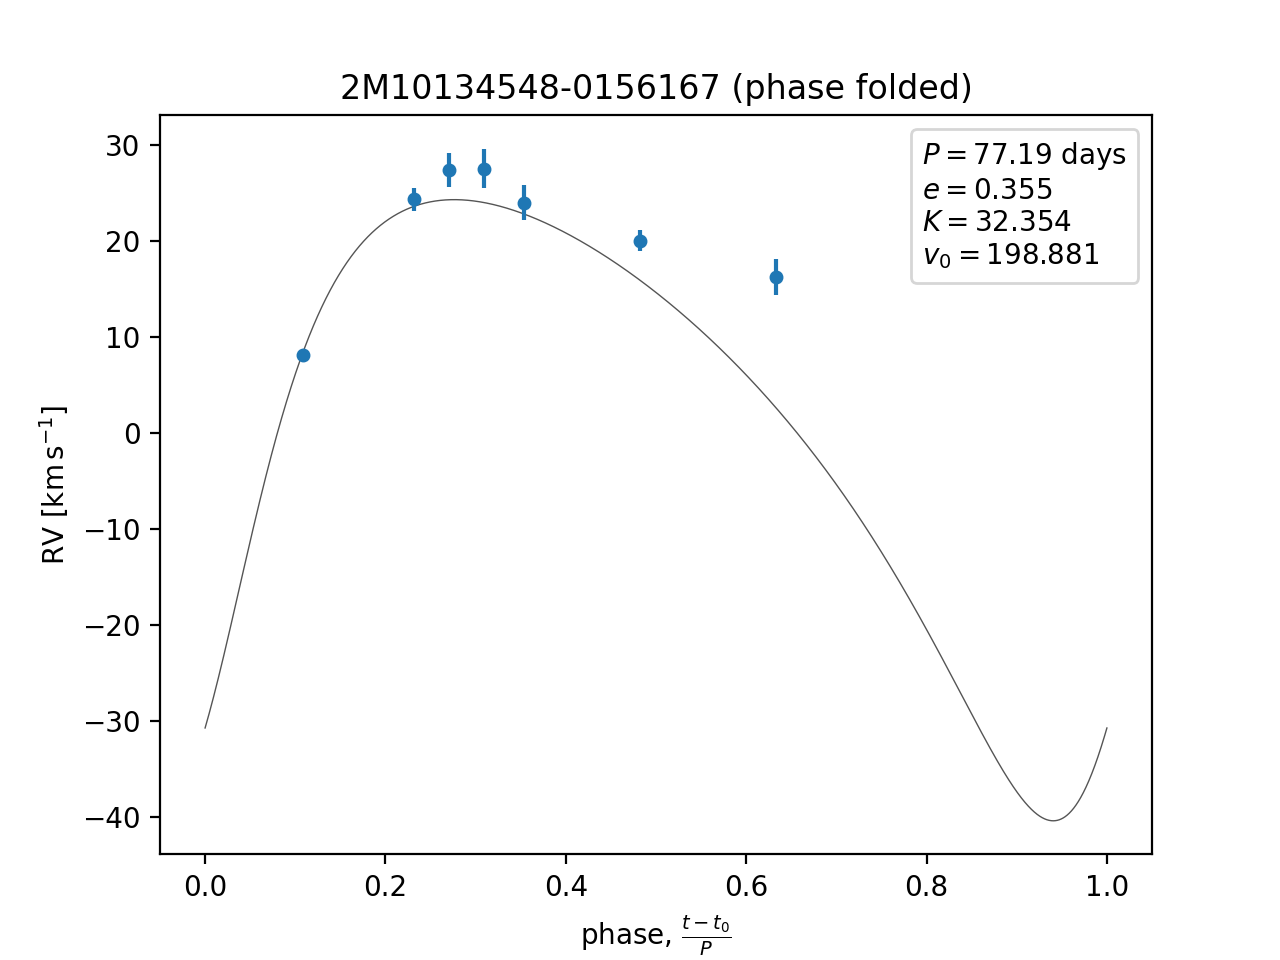 2M10134548-0156167 (phase folded)
P = 77.19 days
e = 0.355
K = 32.354
v₀ = 198.881
RV [km s⁻¹]
30
20
10
0
−10
−20
−30
−40
0.0 0.2 0.4 0.6 0.8 1.0
phase, (t − t₀)/P